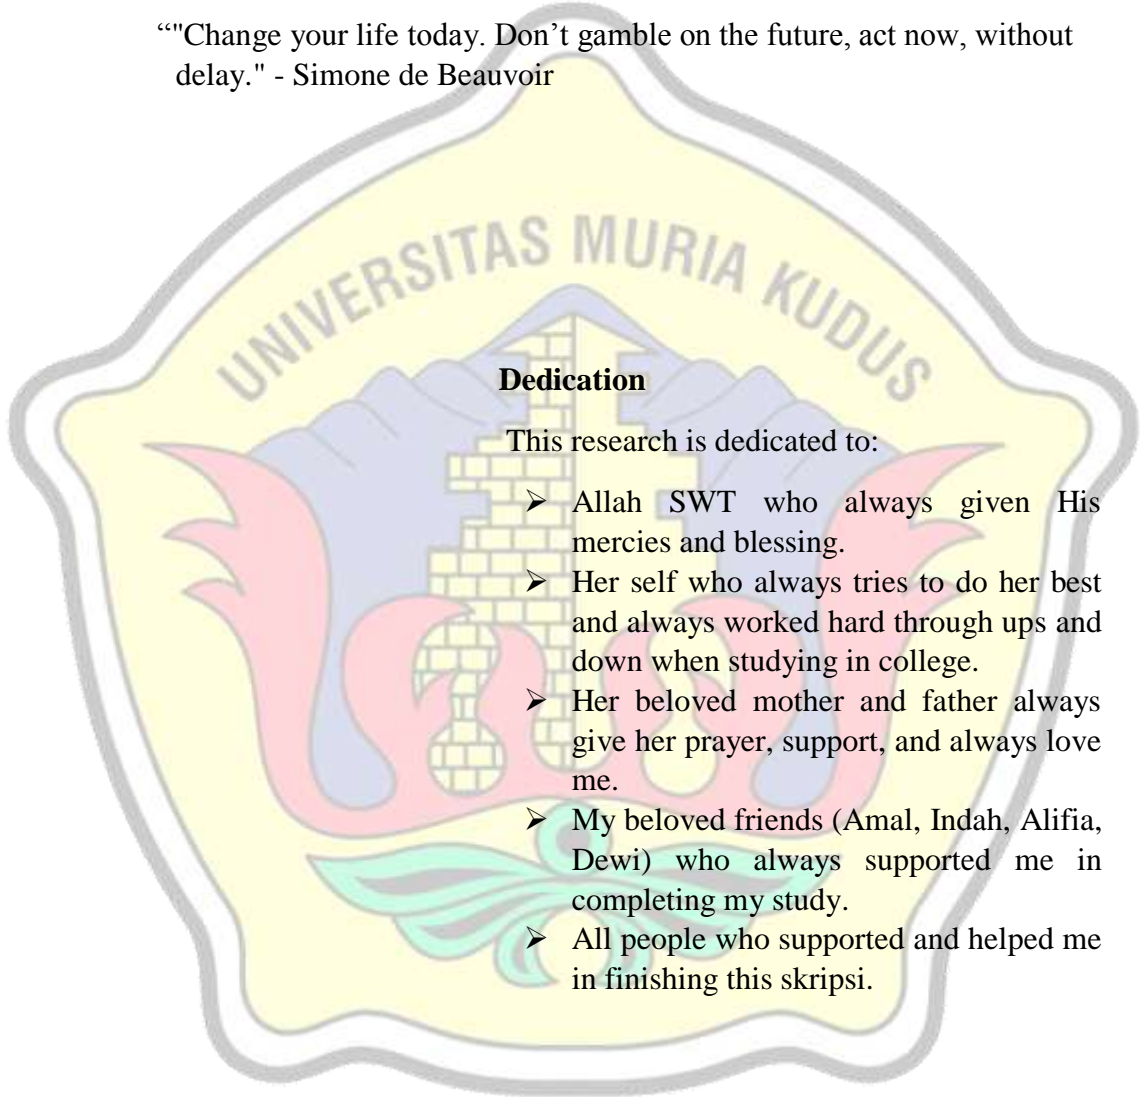 “"Change your life today. Don’t gamble on the future, act now, without
delay." - Simone de Beauvoir
UNIVERSITAS MURIA KUDUS
Dedication
This research is dedicated to:
➢ Allah SWT who always given His
mercies and blessing.
➢ Her self who always tries to do her best
and always worked hard through ups and
down when studying in college.
➢ Her beloved mother and father always
give her prayer, support, and always love
me.
➢ My beloved friends (Amal, Indah, Alifia,
Dewi) who always supported me in
completing my study.
➢ All people who supported and helped me
in finishing this skripsi.